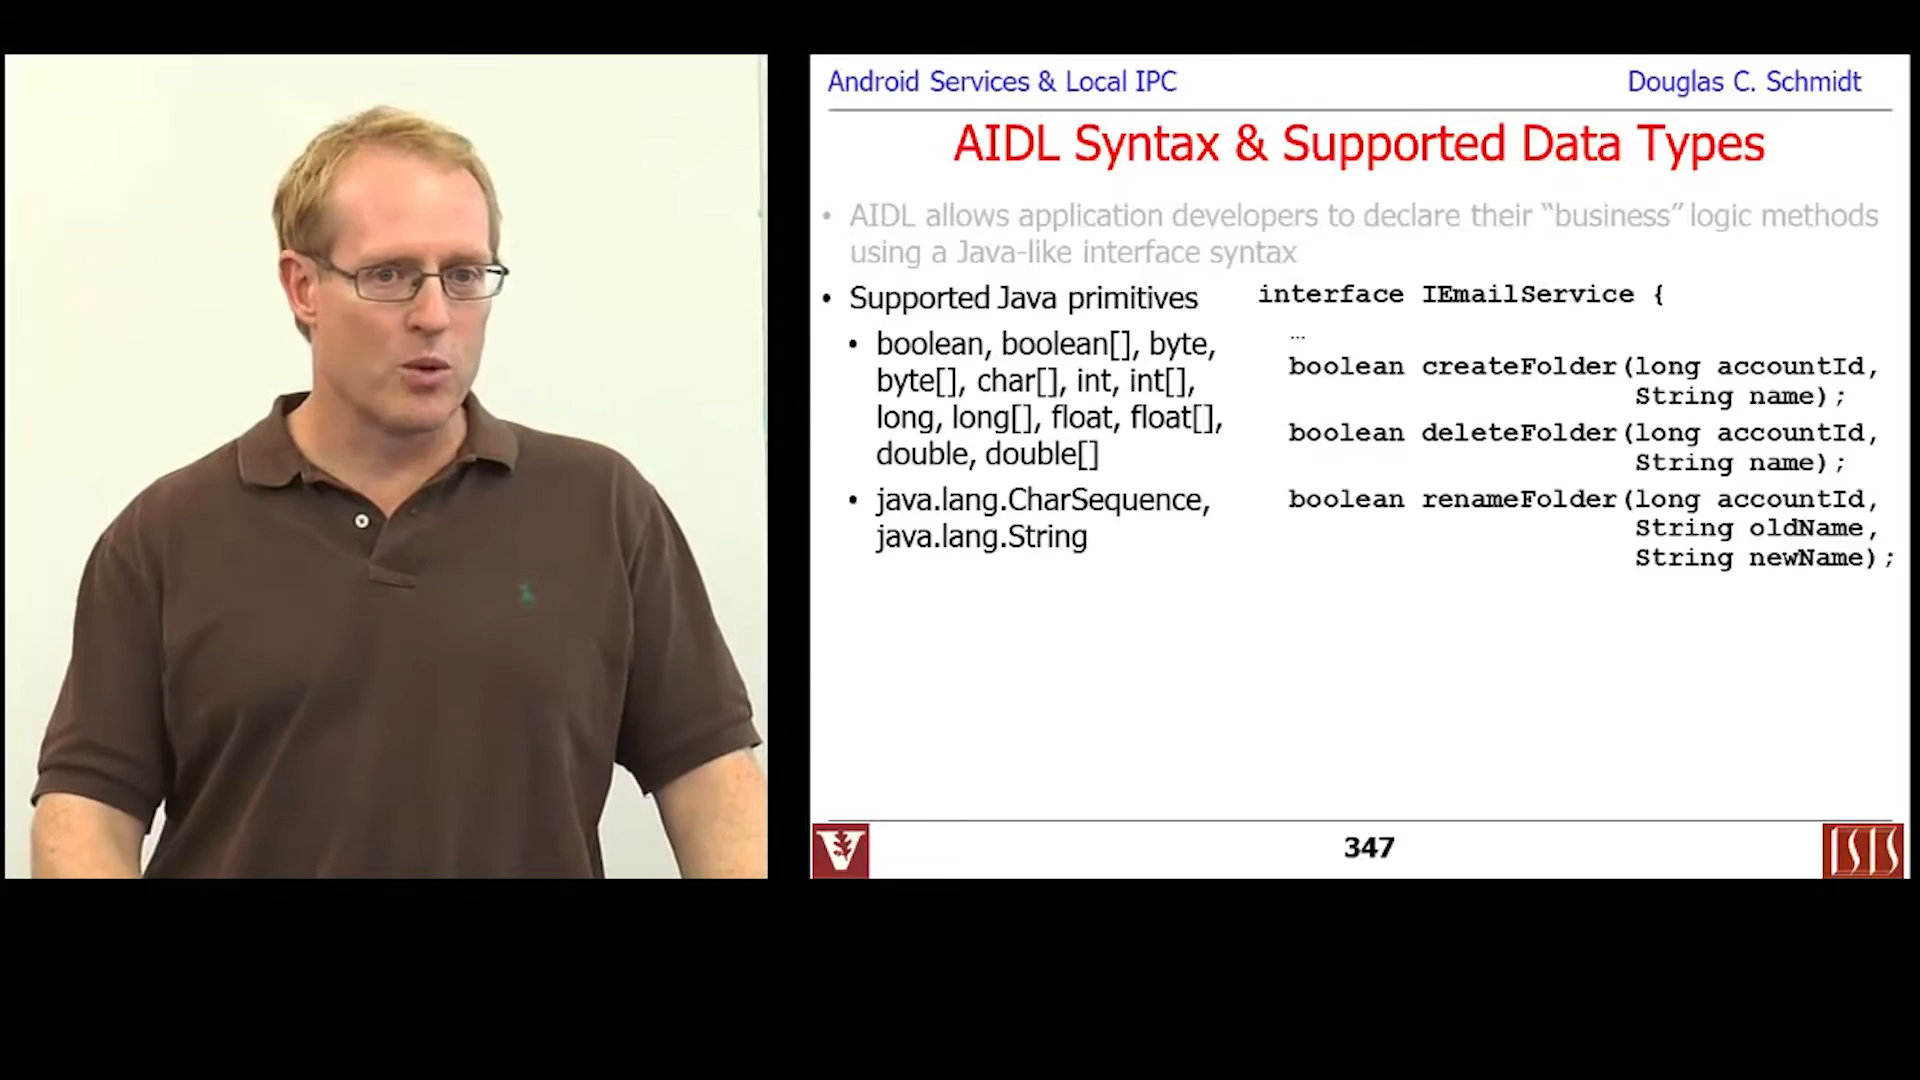 Android Services & Local IPC
Douglas C. Schmidt
AIDL Syntax & Supported Data Types
• AIDL allows application developers to declare their “business” logic methods
using a Java-like interface syntax
• Supported Java primitives
• boolean, boolean[], byte,
byte[], char[], int, int[],
long, long[], float, float[],
double, double[]
• java.lang.CharSequence,
java.lang.String
interface IEmailService {
…
boolean createFolder(long accountId,
String name);
boolean deleteFolder(long accountId,
String name);
boolean renameFolder(long accountId,
String oldName,
String newName);
V
347
ISIS